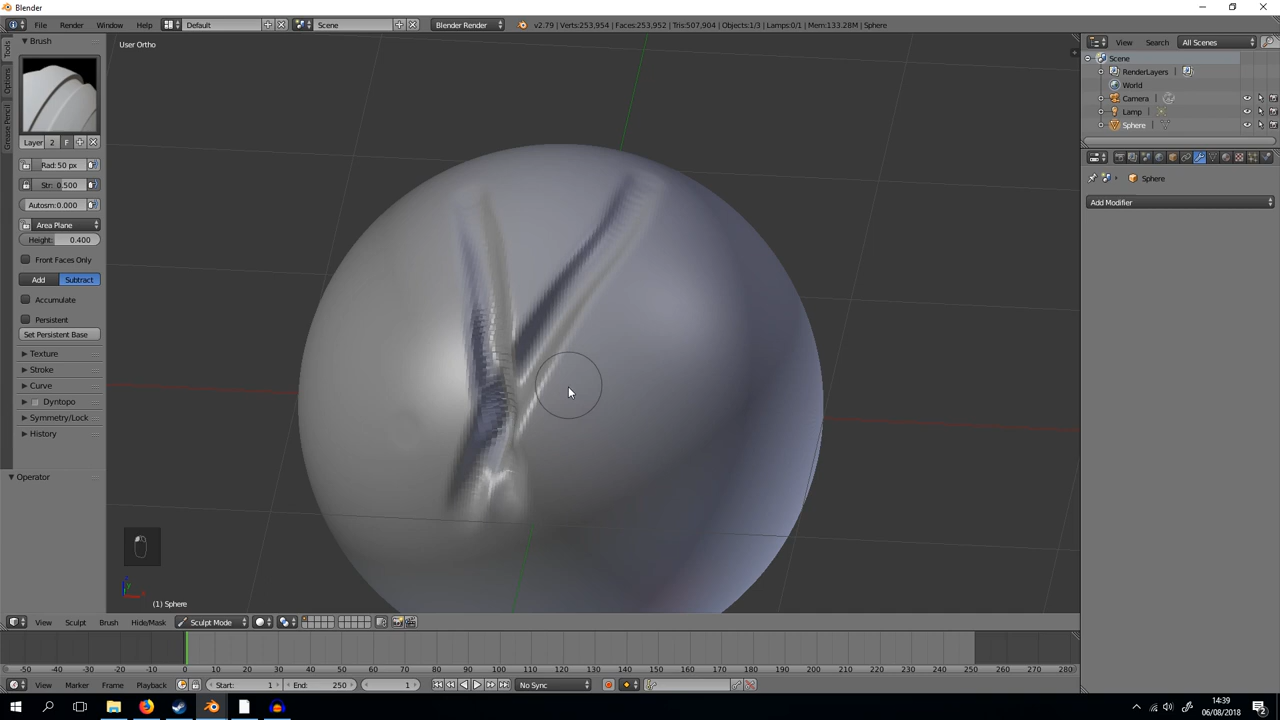 Blender
File Render Window Help Default Scene Blender Render v2.79 | Verts:253,954 | Faces:253,952 | Tris:507,904 | Objects:1/3 | Lamps:0/1 | Mem:133.28M | Sphere
Tools
Options
Grease Pencil
Brush
Layer 2 F
Rad: 50 px
Str: 0.500
Autosm:0.000
Area Plane
Height: 0.400
Front Faces Only
Add Subtract
Accumulate
Persistent
Set Persistent Base
Texture
Stroke
Curve
Dyntopo
Symmetry/Lock
History
Operator
User Ortho
(1) Sphere
View Search All Scenes
Scene
RenderLayers
World
Camera
Lamp
Sphere
Sphere
Add Modifier
View Sculpt Brush Hide/Mask Sculpt Mode
-50 -40 -30 -20 -10 0 10 20 30 40 50 60 70 80 90 100 110 120 130 140 150 160 170 180 190 200 210 220 230 240 250 260 270 280
View Marker Frame Playback Start: 1 End: 250 1 No Sync
14:39
06/08/2018
2